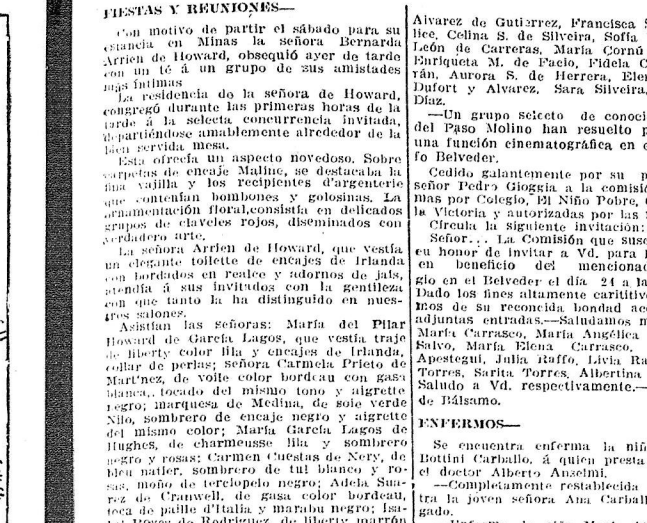 FIESTAS Y REUNIONES—
Con motivo de partir el sábado para su
estancia en Minas la señora Bernarda
Arrien de Howard, obsequió ayer de tarde
con un té á un grupo de sus amistades
más íntimas
La residencia de la señora de Howard,
congregó durante las primeras horas de la
tarde á la selecta concurrencia invitada,
departiéndose amablemente alrededor de la
bien servida mesa.
Esta ofrecía un aspecto novedoso. Sobre
carpetas de encaje Maline, se destacaba la
fina vajilla y los recipientes d'argenterie
que contenían bombones y golosinas. La
ornamentación floral,consistía en delicados
grupos de claveles rojos, diseminados con
verdadero arte.
La señora Arrien de Howard, que vestía
un elegante toilette de encajes de Irlanda
con bordados en realce y adornos de jais,
atendía á sus invitados con la gentileza
con que tanto la ha distinguido en nues-
tros salones.
Asistían las señoras: María del Pilar
Howard de García Lagos, que vestía traje
de liberty color lila y encajes de Irlanda,
collar de perlas; señora Carmela Prieto de
Martínez, de voile color bordeau con gasa
blanca,. tocado del mismo tono y aigrette
negro; marquesa de Medina, de soie verde
Nilo, sombrero de encaje negro y aigrette
del mismo color; María García Lagos de
Hughes, de charmeusse lila y sombrero
negro y rosas; Carmen Cuestas de Nery, de
bleu natier, sombrero de tul blanco y ro-
sas, moño de terciopelo negro; Adela Sua-
rez de Cranwell, de gasa color bordeau,
toca de paille d'Italia y marabu negro; Isa-
de Rodríguez, de liberty marrón
Alvarez de Gutiérrez, Francisca S
lice, Celina S. de Silveira, Sofía
León de Carreras, María Cornú
Enriqueta M. de Facio, Fidela C
rán, Aurora S. de Herrera, Ele
Dufort y Alvarez, Sara Silveira,
Díaz.
—Un grupo selecto de conoci
del Paso Molino han resuelto p
una función cinematográfica en e
fo Belveder.
Cedido galantemente por su p
señor Pedro Gioggia a la comisió
mas por Colegio, El Niño Pobre,
la Victoria y autorizadas por las
Circula la siguiente invitación:
Señor... La Comisión que susc
eu honor de invitar a Vd. para l
en beneficio del mencionad
gio en el Belveder el día 24 a la
Dado los fines altamente carititiv
mos de su reconcida bondad ace
adjuntas entradas.—Saludamos m
María Carrasco, María Angélica
Salvo, María Elena Carrasco,
Apestegui, Julia Raffo, Livia Ra
Torres, Sarita Torres, Albertina
Saludo a Vd. respectivamente.—
de Bálsamo.
ENFERMOS—
Se encuentra enferma la niñ
Bottini Carballo, á quien presta
el doctor Alberto Anselmi.
—Completamente restablecida
tra la joven señora Ana Carball
gado.